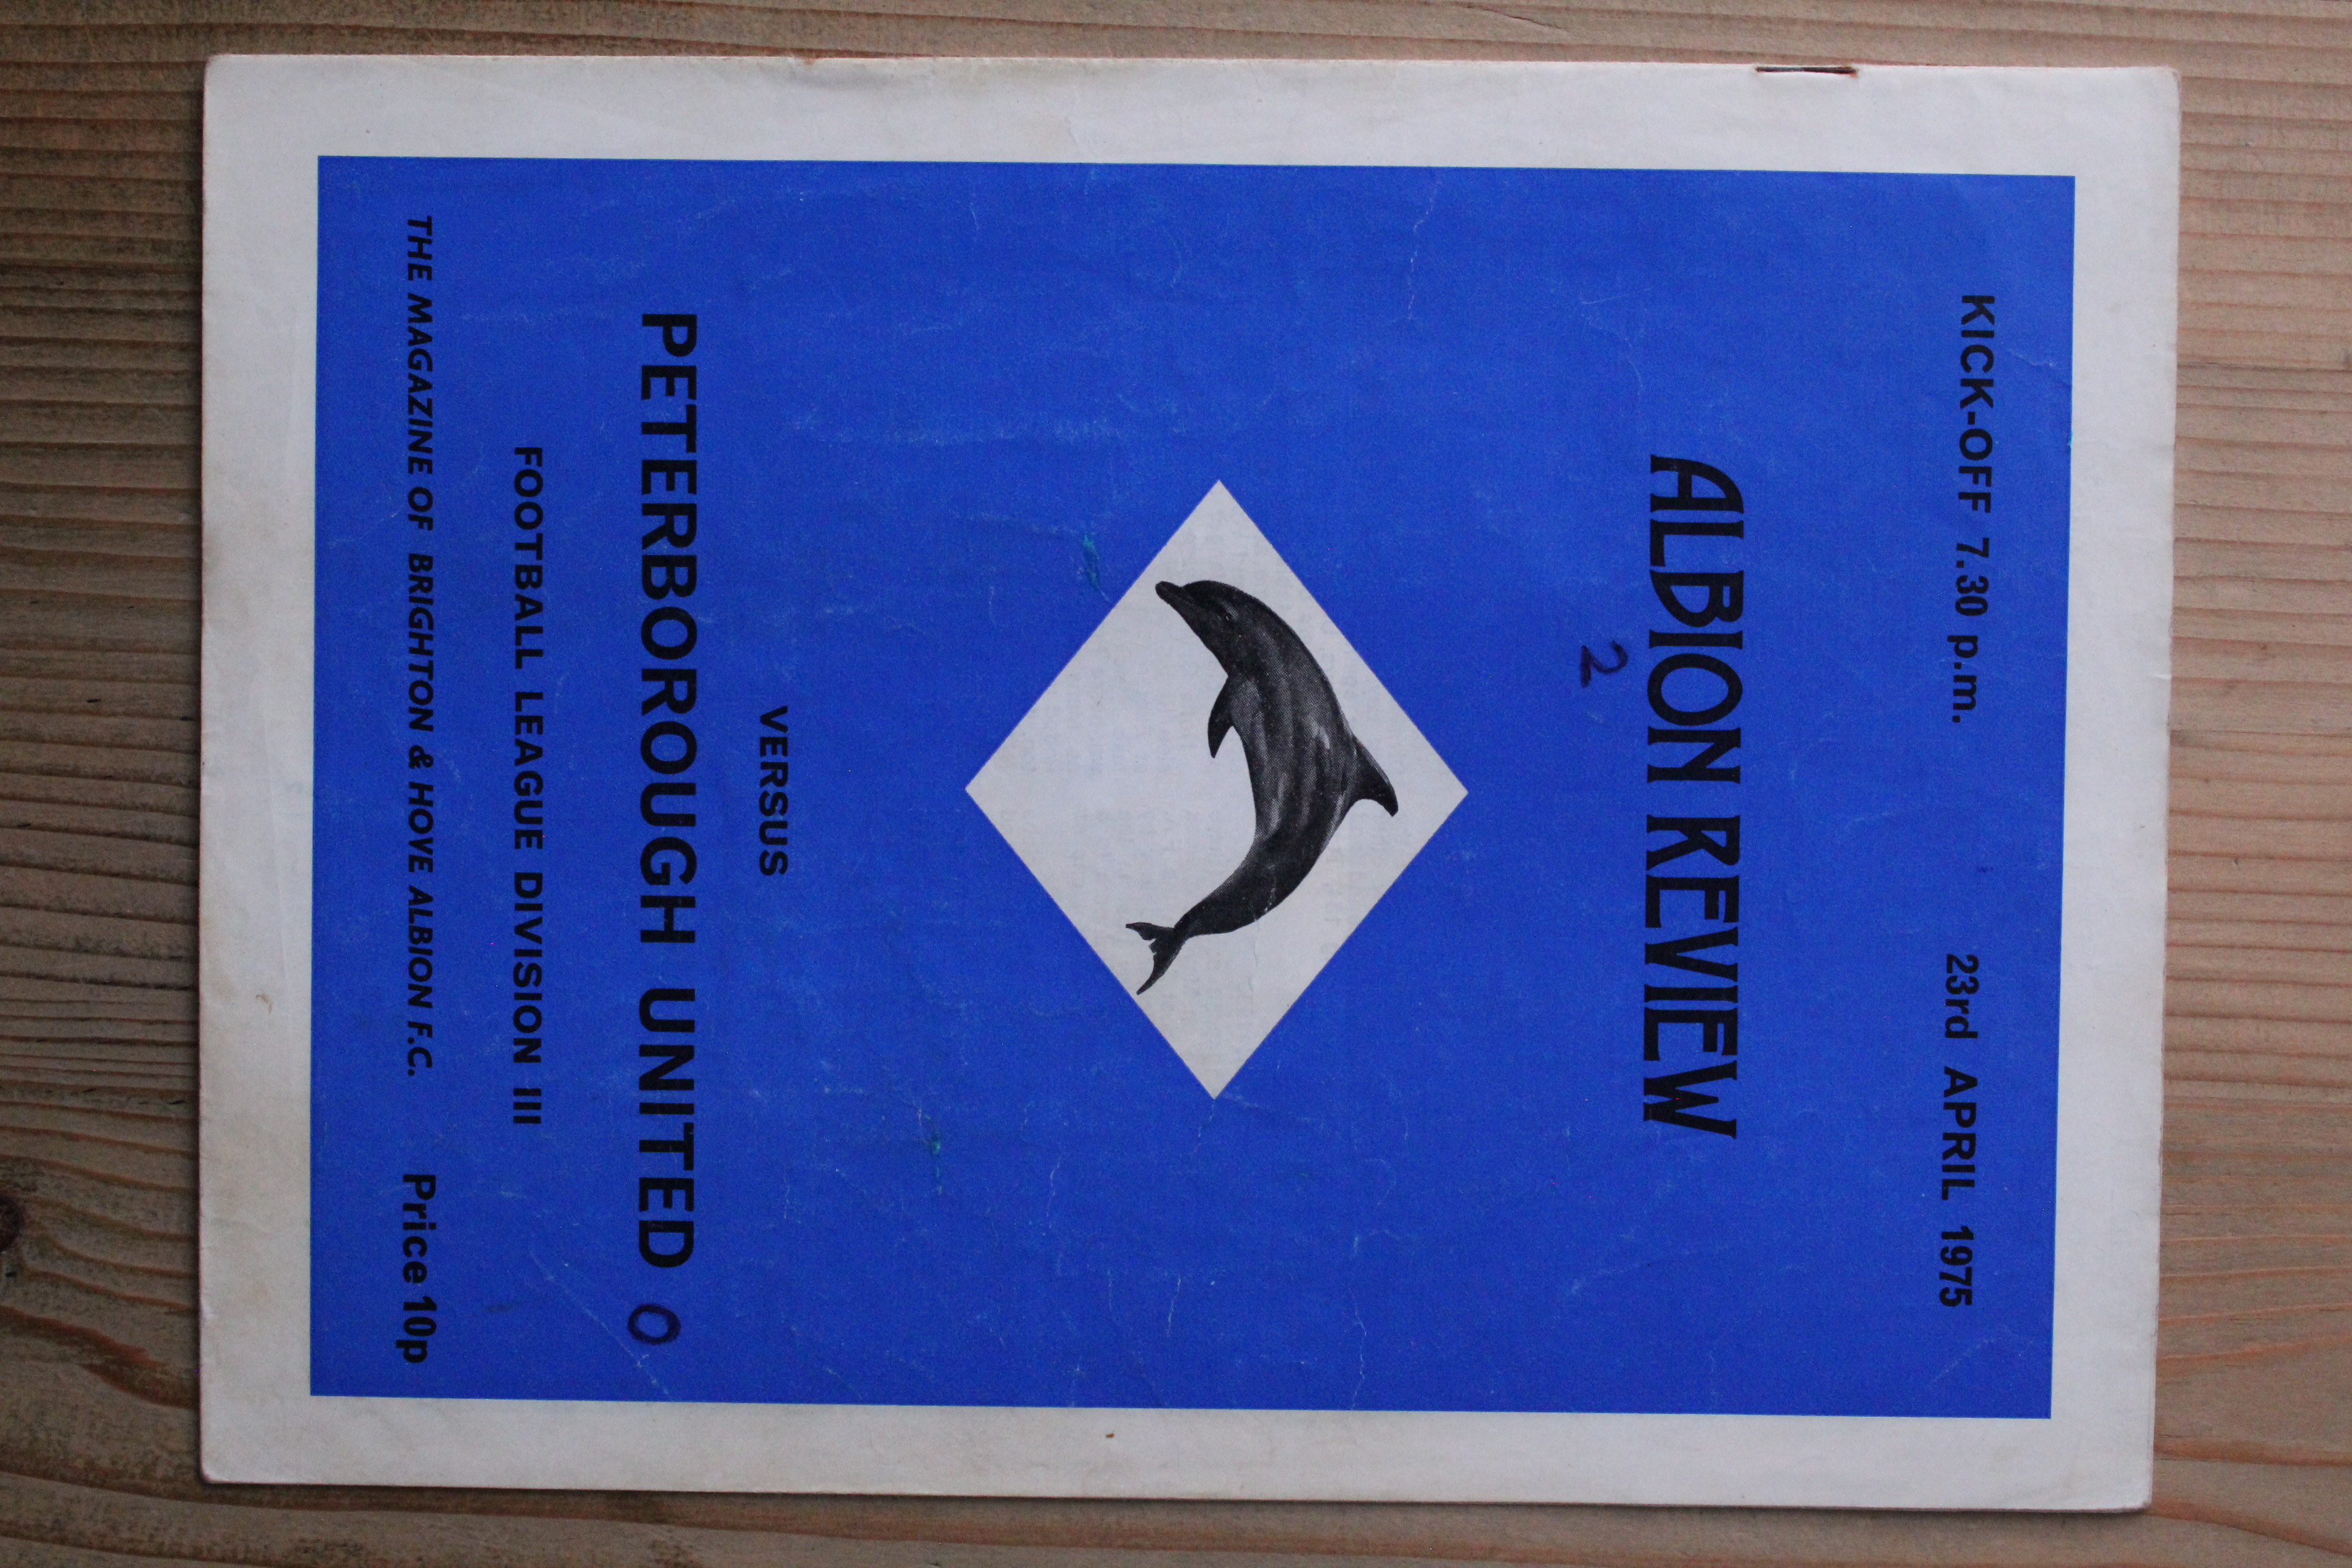 KICK-OFF 7.30 p.m. 23rd APRIL 1975
ALBION REVIEW
2
VERSUS
PETERBOROUGH UNITED 0
FOOTBALL LEAGUE DIVISION III
THE MAGAZINE OF BRIGHTON & HOVE ALBION F.C. Price 10p